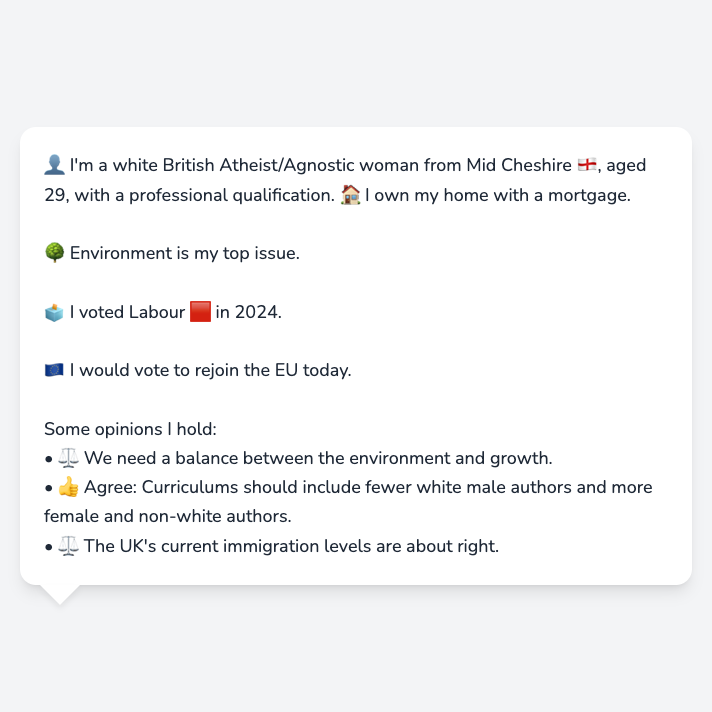 👤 I'm a white British Atheist/Agnostic woman from Mid Cheshire 🏴󠁧󠁢󠁥󠁮󠁧󠁿, aged
29, with a professional qualification. 🏠 I own my home with a mortgage.
🌳 Environment is my top issue.
🗳️ I voted Labour 🟥 in 2024.
🇪🇺 I would vote to rejoin the EU today.
Some opinions I hold:
• ⚖️ We need a balance between the environment and growth.
• 👍 Agree: Curriculums should include fewer white male authors and more
female and non-white authors.
• ⚖️ The UK's current immigration levels are about right.